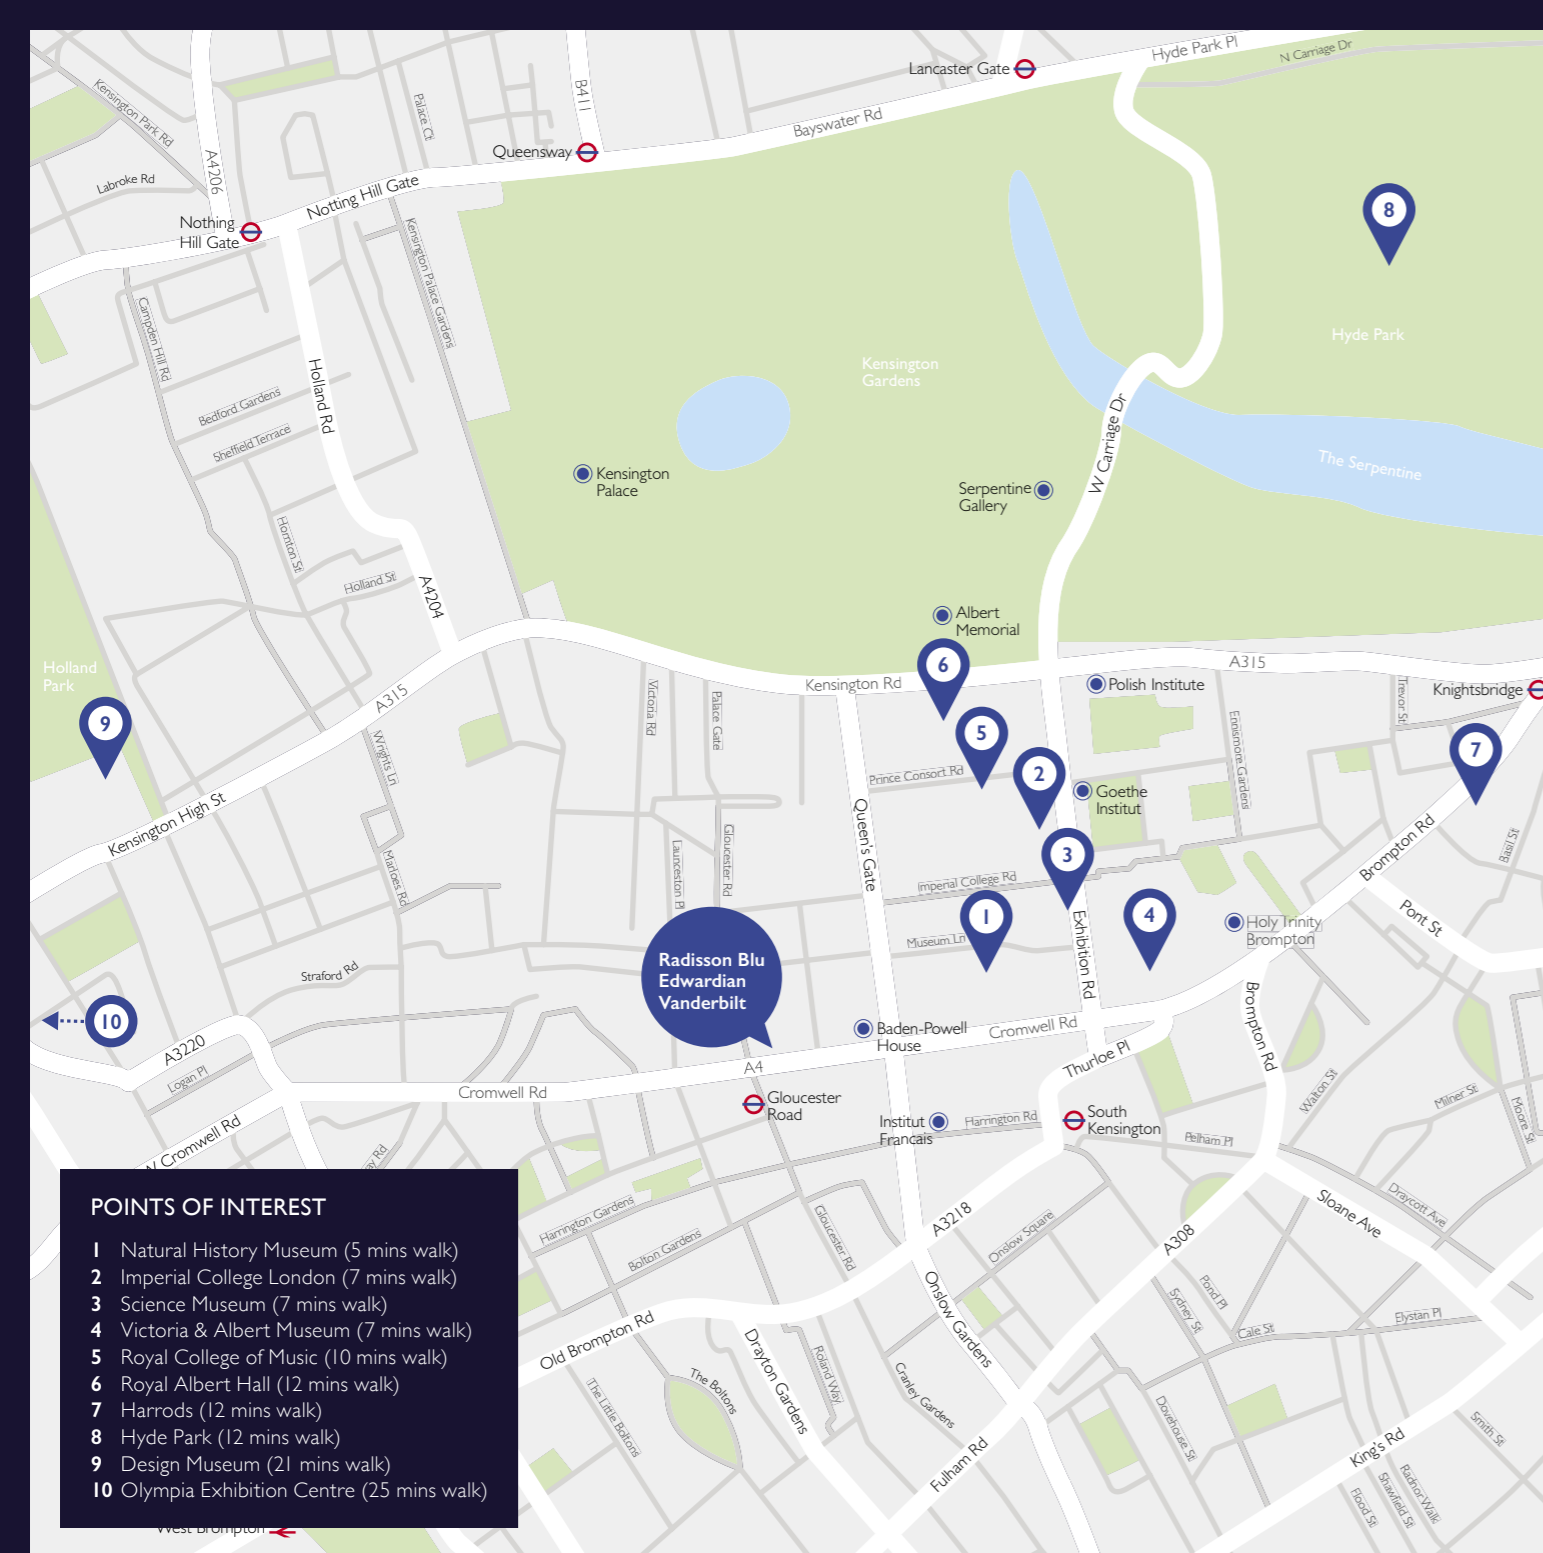 Hyde Park Pl
N Carriage Dr
Lancaster Gate
Kensington Park Rd
Palace Ct
B411
Bayswater Rd
A4206
Queensway
Labroke Rd
Notting Hill Gate
Nothing
Hill Gate
8
Kensington Palace Gardens
Campden Hill Rd
Hyde Park
Kensington
Gardens
Holland Rd
Bedford Gardens
Sheffield Terrace
W Carriage Dr
The Serpentine
Kensington
Palace
Serpentine
Gallery
Hornton St
Holland St
A4204
Albert
Memorial
Holland
Park
6
A315
Kensington Rd
Polish Institute
Knightsbridge
Trevor St
A315
Victoria Rd
Palace Gate
Ennismore Gardens
9
5
7
Wrights Ln
Prince Consort Rd
2
Goethe
Institut
Kensington High St
Queen's Gate
Brompton Rd
Basil St
Marloes Rd
Launceston Pl
Gloucester Rd
3
Imperial College Rd
1
4
Museum Ln
Exhibition Rd
Holy Trinity
Brompton
Pont St
Straford Rd
Radisson Blu
Edwardian
Vanderbilt
10
Baden-Powell
House
Cromwell Rd
Brompton Rd
A3220
Logan Pl
Thurloe Pl
A4
Cromwell Rd
Gloucester
Road
Walton St
Milner St
Moore St
Institut
Francais
Harrington Rd
South
Kensington
Pelham Pl
W Cromwell Rd
ay Rd
Harrington Gardens
Bolton Gardens
Gloucester Rd
A3218
Onslow Square
A308
Sloane Ave
Draycott Ave
Onslow Gardens
Pond Pl
Sydney St
Cale St
Elystan Pl
Old Brompton Rd
Drayton Gardens
Roland Way
The Boltons
The Little Boltons
Cranley Gardens
Dovehouse St
Fulham Rd
King's Rd
Smith St
Radnor Walk
Shawfield St
Flood St
POINTS OF INTEREST
1 Natural History Museum (5 mins walk)
2 Imperial College London (7 mins walk)
3 Science Museum (7 mins walk)
4 Victoria & Albert Museum (7 mins walk)
5 Royal College of Music (10 mins walk)
6 Royal Albert Hall (12 mins walk)
7 Harrods (12 mins walk)
8 Hyde Park (12 mins walk)
9 Design Museum (21 mins walk)
10 Olympia Exhibition Centre (25 mins walk)
West Brompton